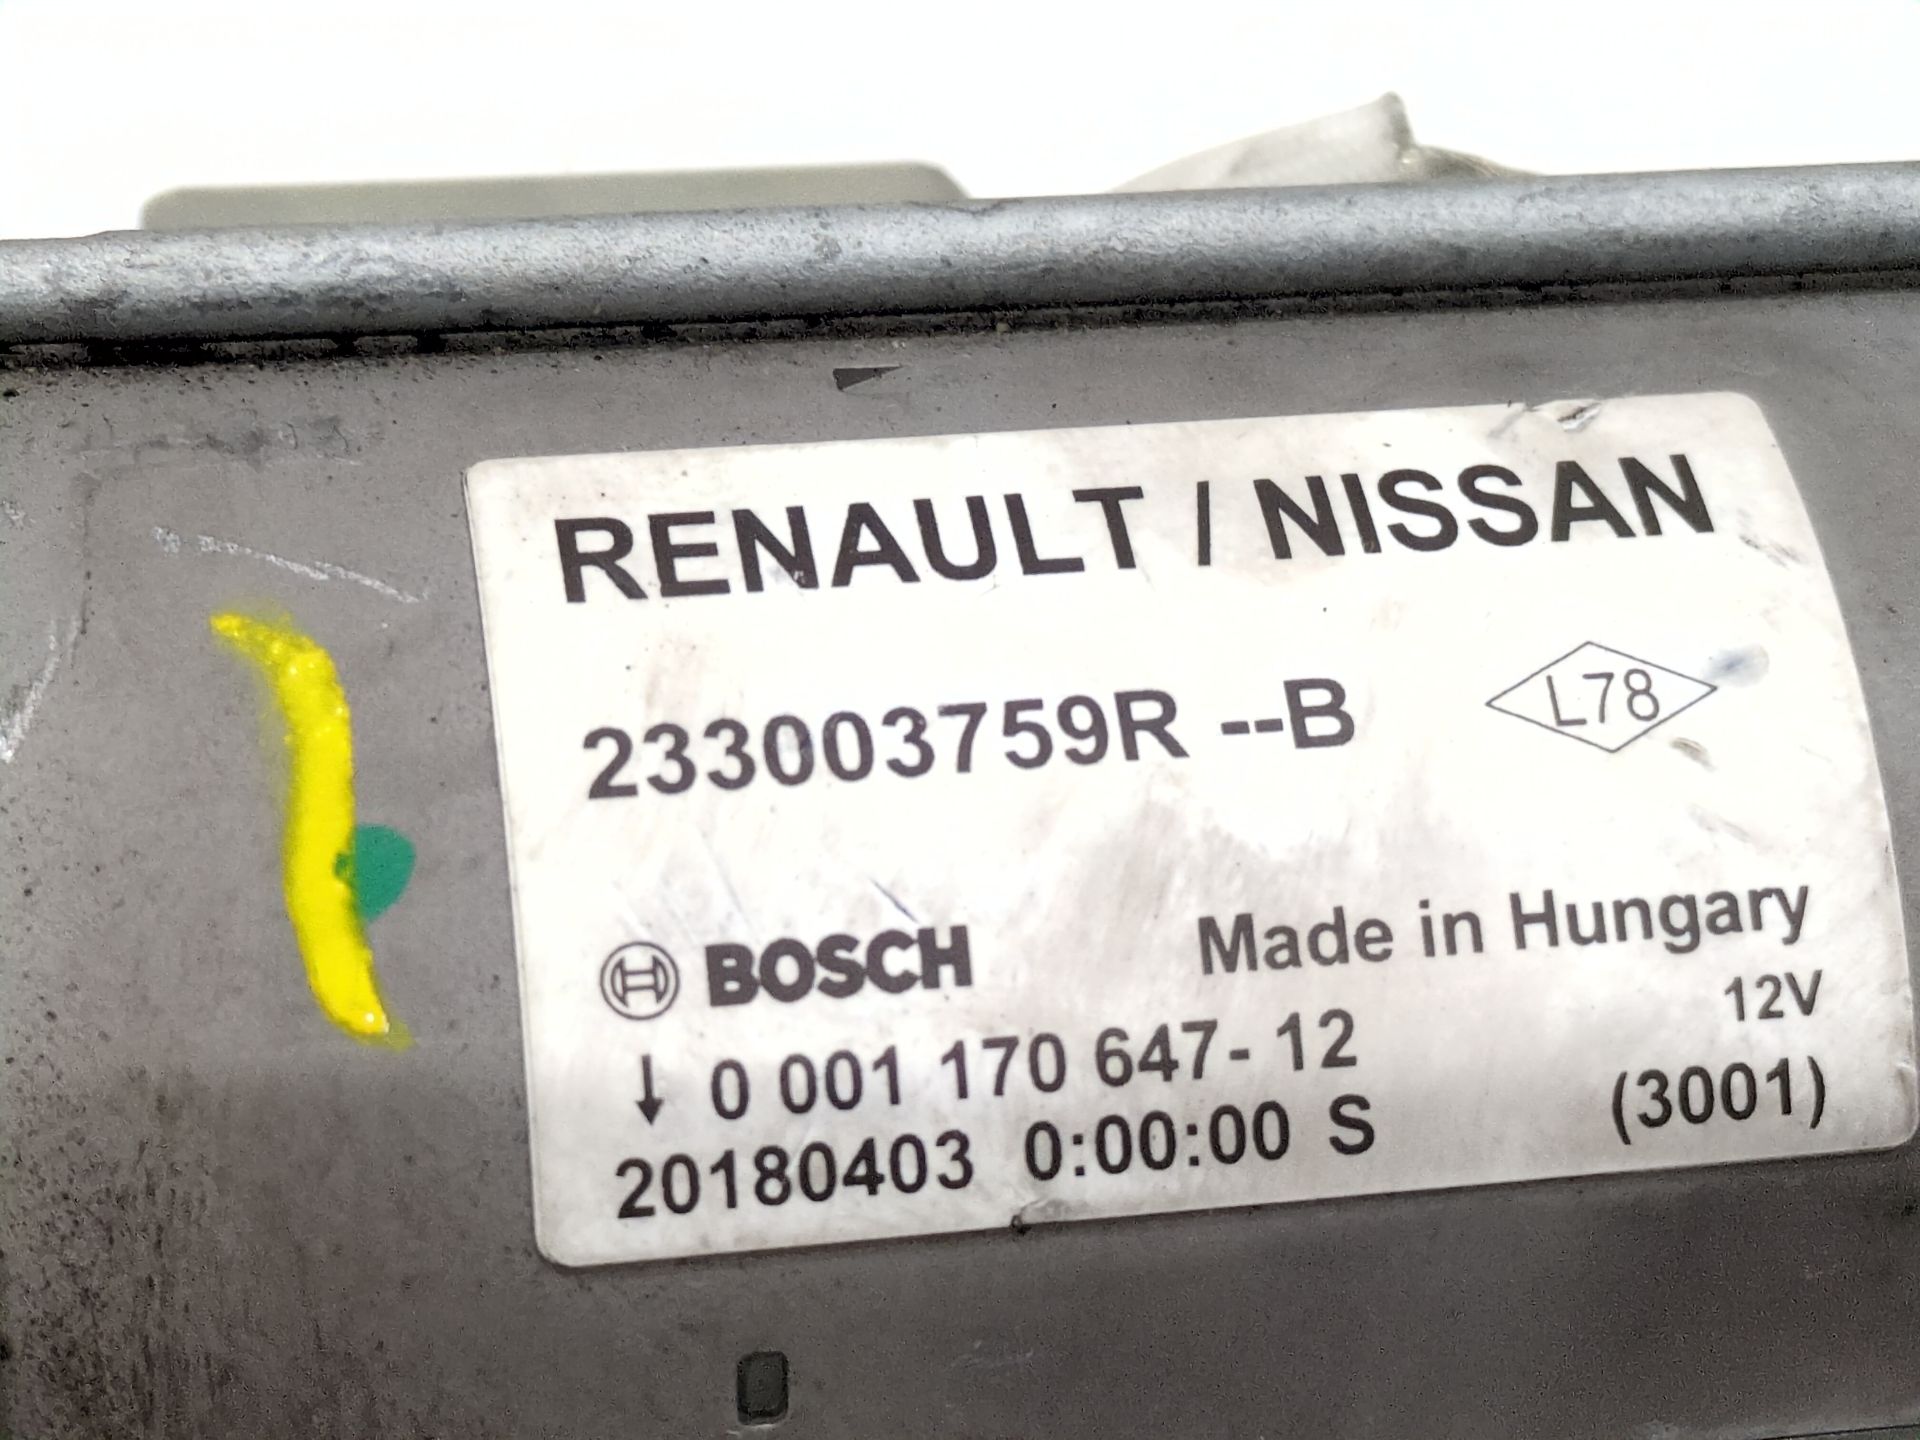 RENAULT / NISSAN
233003759R --B
L78
BOSCH
Made in Hungary
12V
↓ 0 001 170 647- 12
(3001)
20180403 0:00:00 S